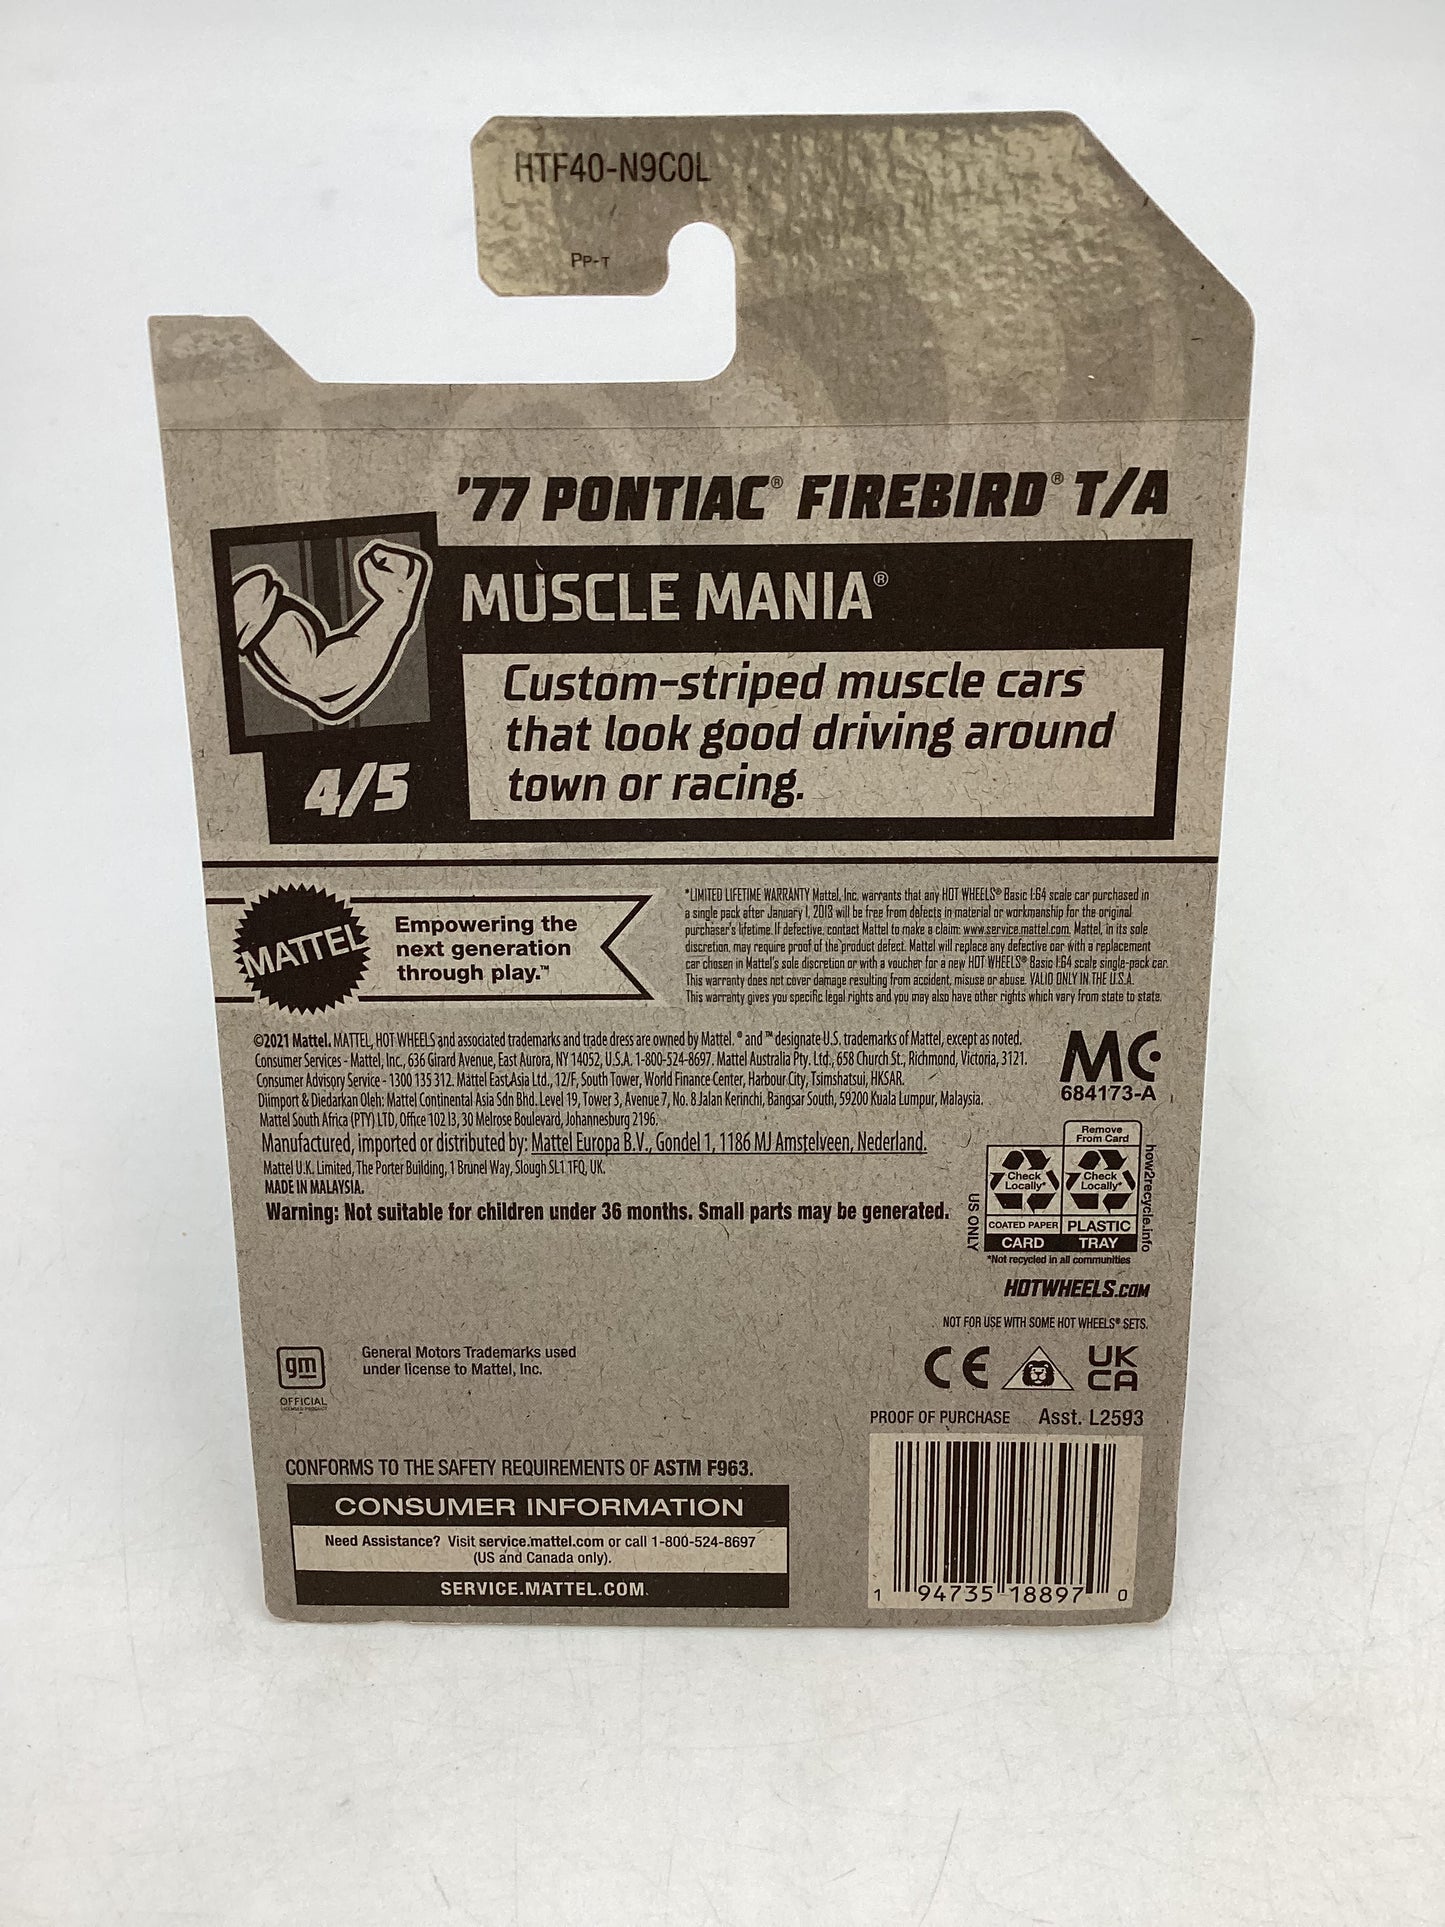 HTF40-N9C0L
PP-T
'77 PONTIAC® FIREBIRD® T/A
MUSCLE MANIA®
Custom-striped muscle cars
that look good driving around
town or racing.
4/5
MATTEL
Empowering the
next generation
through play.™
*LIMITED LIFETIME WARRANTY Mattel, Inc. warrants that any HOT WHEELS® Basic 1:64 scale car purchased in
a single pack after January 1, 2013 will be free from defects in material or workmanship for the original
purchaser's lifetime. If defective, contact Mattel to make a claim: www.service.mattel.com. Mattel, in its sole
discretion, may require proof of the product defect. Mattel will replace any defective car with a replacement
car chosen in Mattel's sole discretion or with a voucher for a new HOT WHEELS® Basic 1:64 scale single-pack car.
This warranty does not cover damage resulting from accident, misuse or abuse. VALID ONLY IN THE U.S.A.
This warranty gives you specific legal rights and you may also have other rights which vary from state to state.
©2021 Mattel. MATTEL, HOT WHEELS and associated trademarks and trade dress are owned by Mattel. ® and ™ designate U.S. trademarks of Mattel, except as noted.
Consumer Services - Mattel, Inc., 636 Girard Avenue, East Aurora, NY 14052, U.S.A. 1-800-524-8697. Mattel Australia Pty. Ltd., 658 Church St., Richmond, Victoria, 3121.
Consumer Advisory Service - 1300 135 312. Mattel East Asia Ltd., 12/F, South Tower, World Finance Center, Harbour City, Tsimshatsui, HKSAR.
Diimport & Diedarkan Oleh: Mattel Continental Asia Sdn Bhd. Level 19, Tower 3, Avenue 7, No. 8 Jalan Kerinchi, Bangsar South, 59200 Kuala Lumpur, Malaysia.
Mattel South Africa (PTY) LTD, Office 102 I3, 30 Melrose Boulevard, Johannesburg 2196.
Manufactured, imported or distributed by: Mattel Europa B.V., Gondel 1, 1186 MJ Amstelveen, Nederland.
Mattel U.K. Limited, The Porter Building, 1 Brunel Way, Slough SL1 1FQ, UK.
MADE IN MALAYSIA.
Warning: Not suitable for children under 36 months. Small parts may be generated.
MC
684173-A
Remove
From Card
Check
Locally*
Check
Locally*
COATED PAPER
PLASTIC
CARD
TRAY
US ONLY
how2recycle.info
*Not recycled in all communities
HOTWHEELS.COM
NOT FOR USE WITH SOME HOT WHEELS® SETS.
gm
OFFICIAL
LICENSED PRODUCT
General Motors Trademarks used
under license to Mattel, Inc.
CE
UK
CA
PROOF OF PURCHASE
Asst. L2593
CONFORMS TO THE SAFETY REQUIREMENTS OF ASTM F963.
CONSUMER INFORMATION
Need Assistance? Visit service.mattel.com or call 1-800-524-8697
(US and Canada only).
SERVICE.MATTEL.COM
1 94735 18897 0